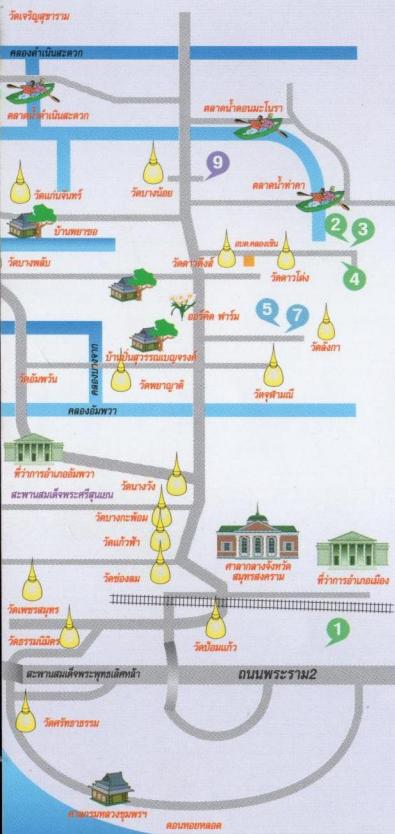 วัดเจริญสุขาราม
คลองดำเนินสะดวก
ตลาดน้ำดำเนินสะดวก
ตลาดน้ำดอนมะโนรา
9
วัดแก่นจันทร์
วัดบางน้อย
ตลาดน้ำท่าคา
2
3
บ้านพยาซอ
วัดบางพลับ
วัดดาวดึงส์
อบต.คลองเขิน
วัดดาวโด่ง
4
ออร์คิด ฟาร์ม
5
7
วัดลังกา
คลองบางจาก
บ้านปิ่นสุวรรณเบญจรงค์
วัดอัมพวัน
วัดพยาญาติ
วัดจุฬามณี
คลองอัมพวา
ที่ว่าการอำเภออัมพวา
สะพานสมเด็จพระศรีสุเยน
วัดนางวัง
วัดบางกะพ้อม
วัดแก้วฟ้า
วัดช่องลม
ศาลากลางจังหวัด
สมุทรสงคราม
ที่ว่าการอำเภอเมือง
วัดเพชรสมุทร
วัดธรรมนิมิตร
วัดป้อมแก้ว
1
สะพานสมเด็จพระพุทธเลิศหล้า
ถนนพระราม2
วัดศรัทธาธรรม
ศาลกรมหลวงชุมพรฯ
ดอนหอยหลอด